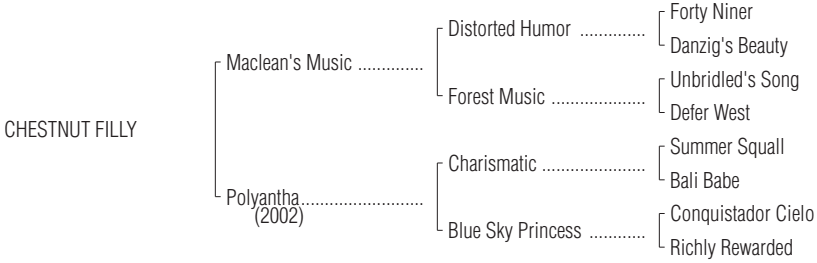 Forty Niner
Distorted Humor ..............
Danzig's Beauty
Maclean's Music ..............
Unbridled's Song
Forest Music ....................
Defer West
CHESTNUT FILLY
Summer Squall
Charismatic ......................
Bali Babe
Polyantha..........................
(2002)
Conquistador Cielo
Blue Sky Princess ............
Richly Rewarded